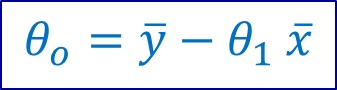 θₒ = ȳ − θ₁ x̄